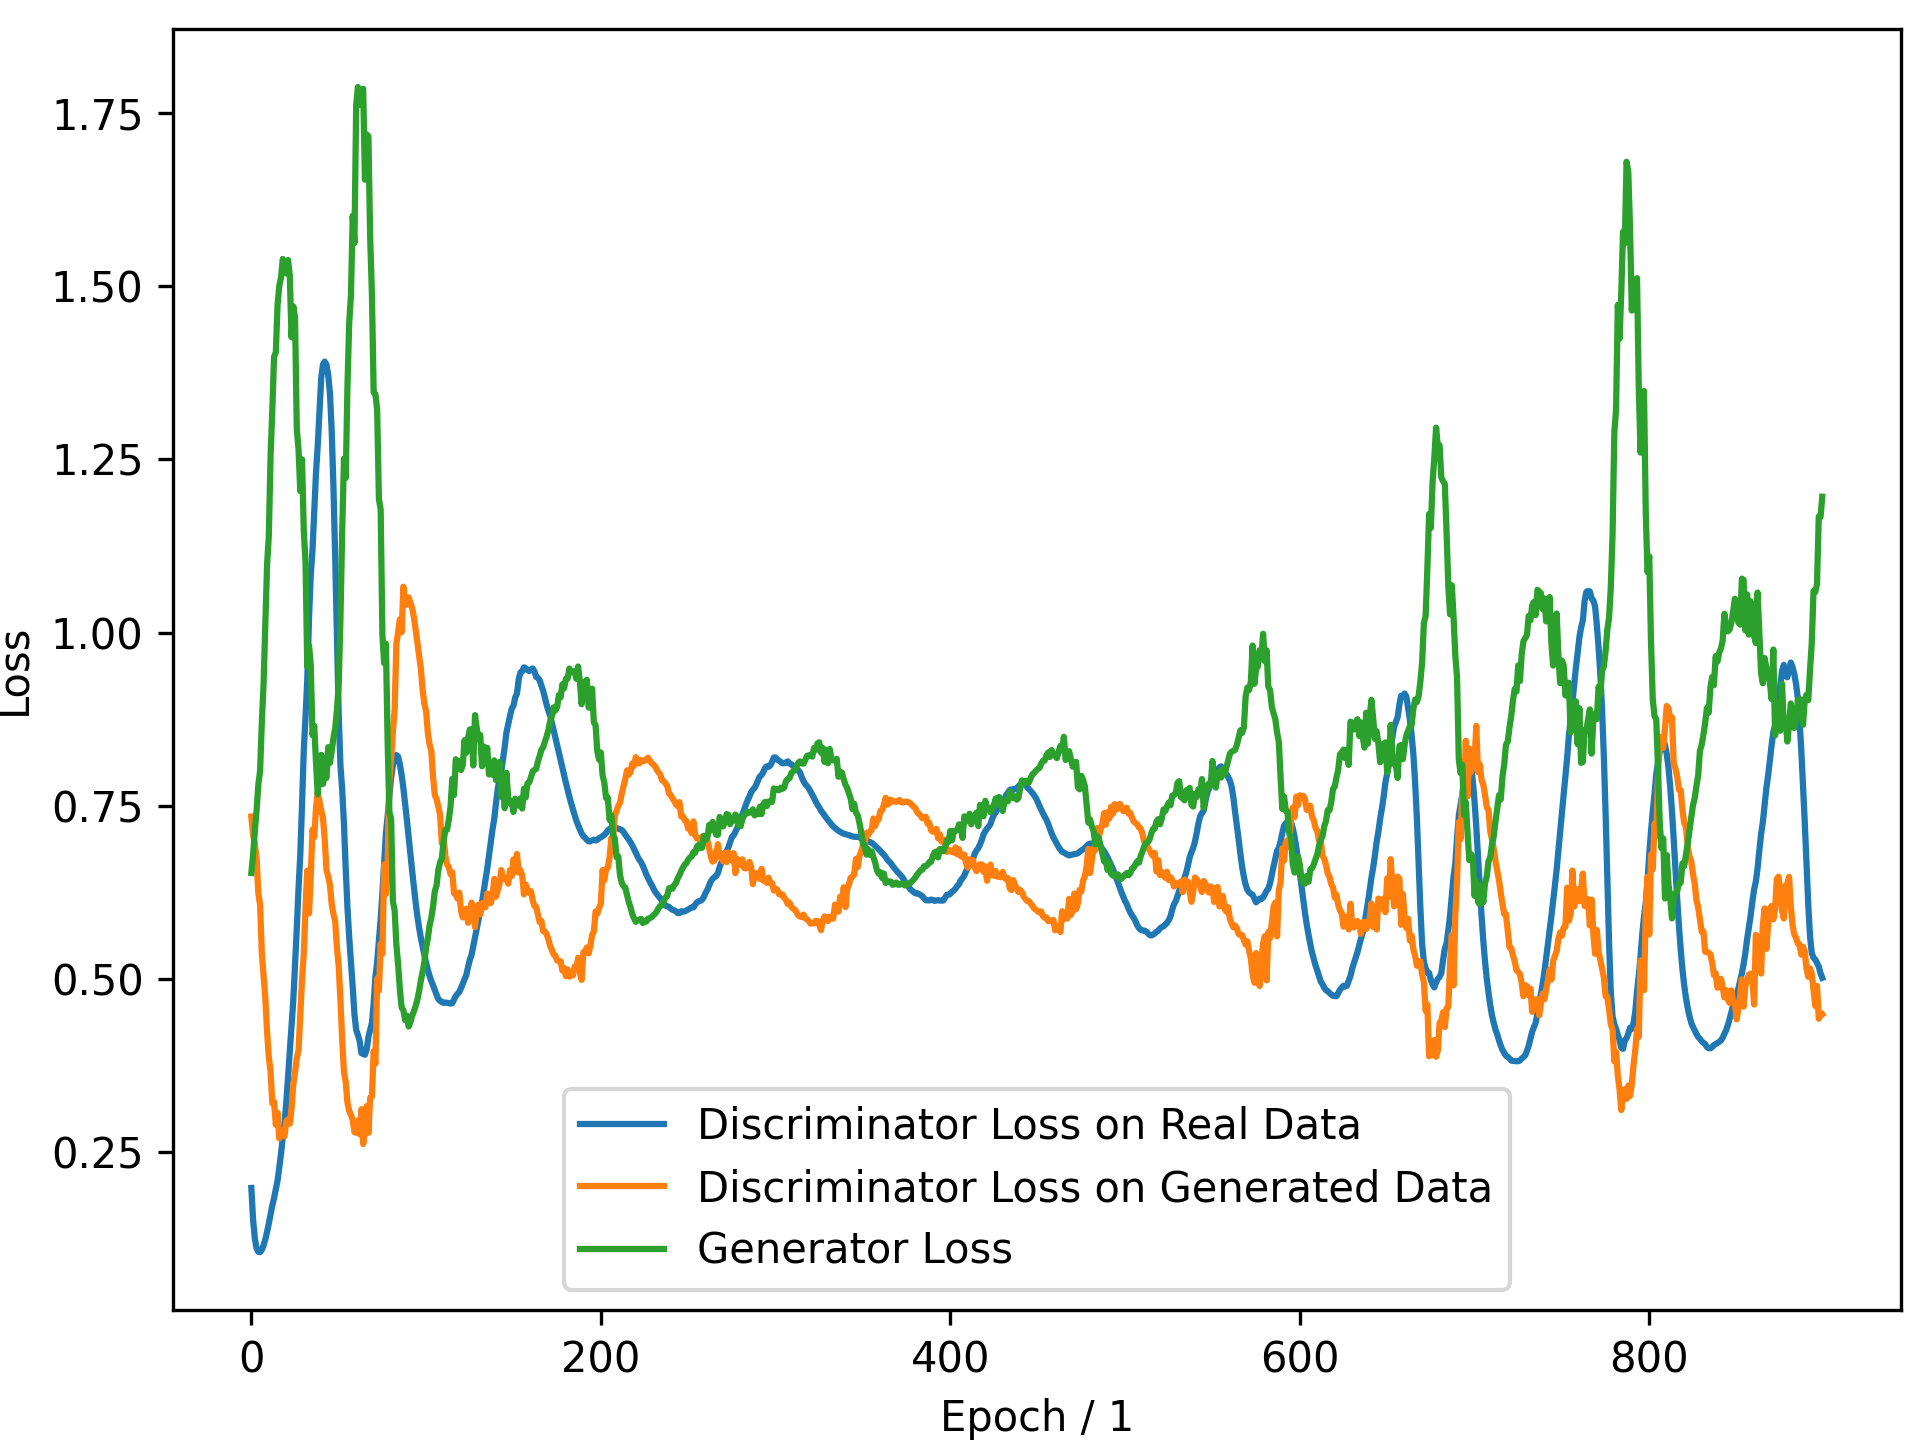 1.75
1.50
1.25
1.00
0.75
0.50
0.25
Loss
Discriminator Loss on Real Data
Discriminator Loss on Generated Data
Generator Loss
0 200 400 600 800
Epoch / 1